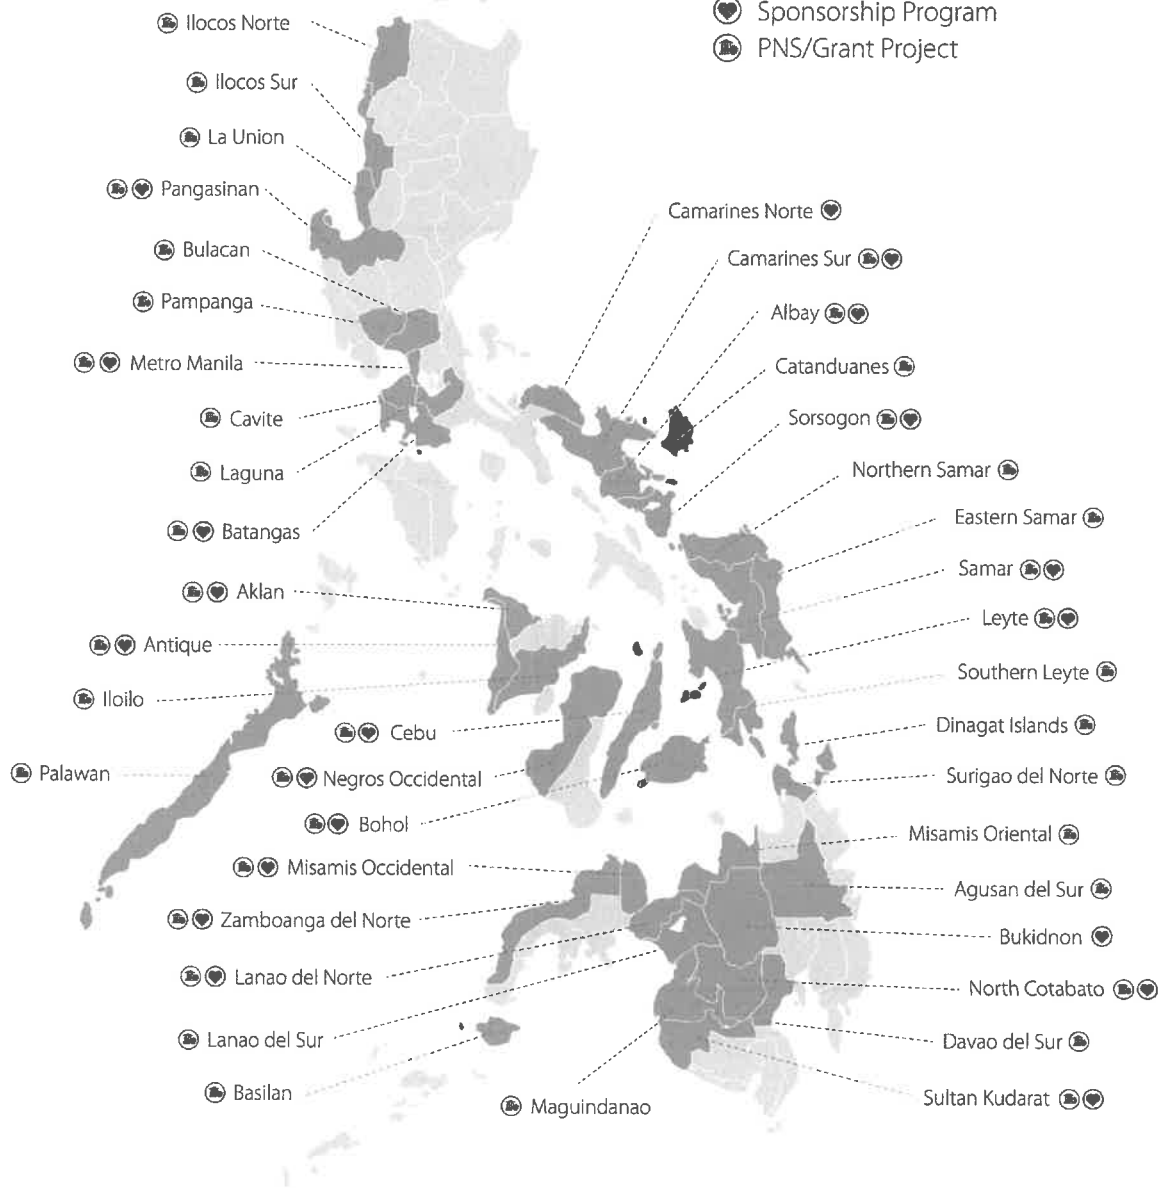 Sponsorship Program
PNS/Grant Project
Ilocos Norte
Ilocos Sur
La Union
Pangasinan
Bulacan
Pampanga
Metro Manila
Cavite
Laguna
Batangas
Aklan
Antique
Iloilo
Cebu
Palawan
Negros Occidental
Bohol
Misamis Occidental
Zamboanga del Norte
Lanao del Norte
Lanao del Sur
Basilan
Maguindanao
Camarines Norte
Camarines Sur
Albay
Catanduanes
Sorsogon
Northern Samar
Eastern Samar
Samar
Leyte
Southern Leyte
Dinagat Islands
Surigao del Norte
Misamis Oriental
Agusan del Sur
Bukidnon
North Cotabato
Davao del Sur
Sultan Kudarat